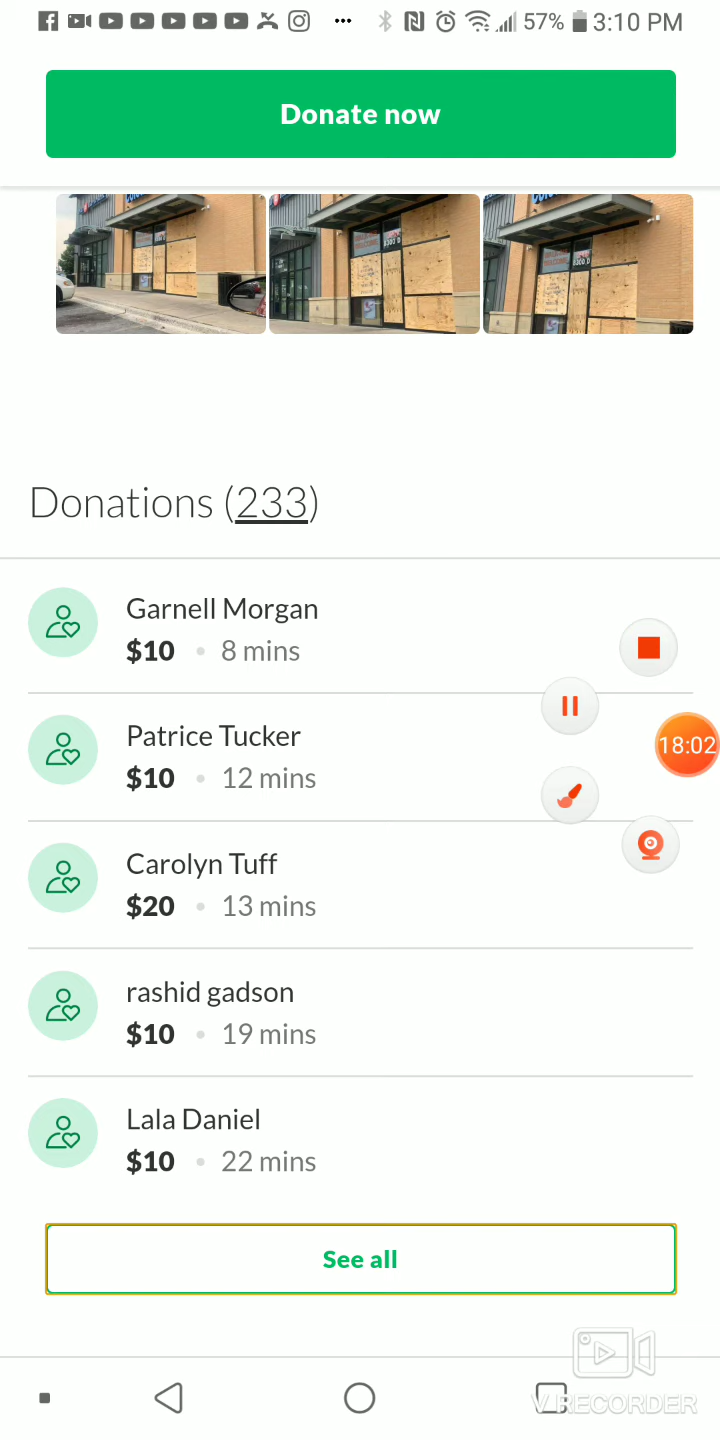 57% 3:10 PM
Donate now
Donations (233)
Garnell Morgan
$10 • 8 mins
Patrice Tucker
$10 • 12 mins
18:02
Carolyn Tuff
$20 • 13 mins
rashid gadson
$10 • 19 mins
Lala Daniel
$10 • 22 mins
See all
V RECORDER